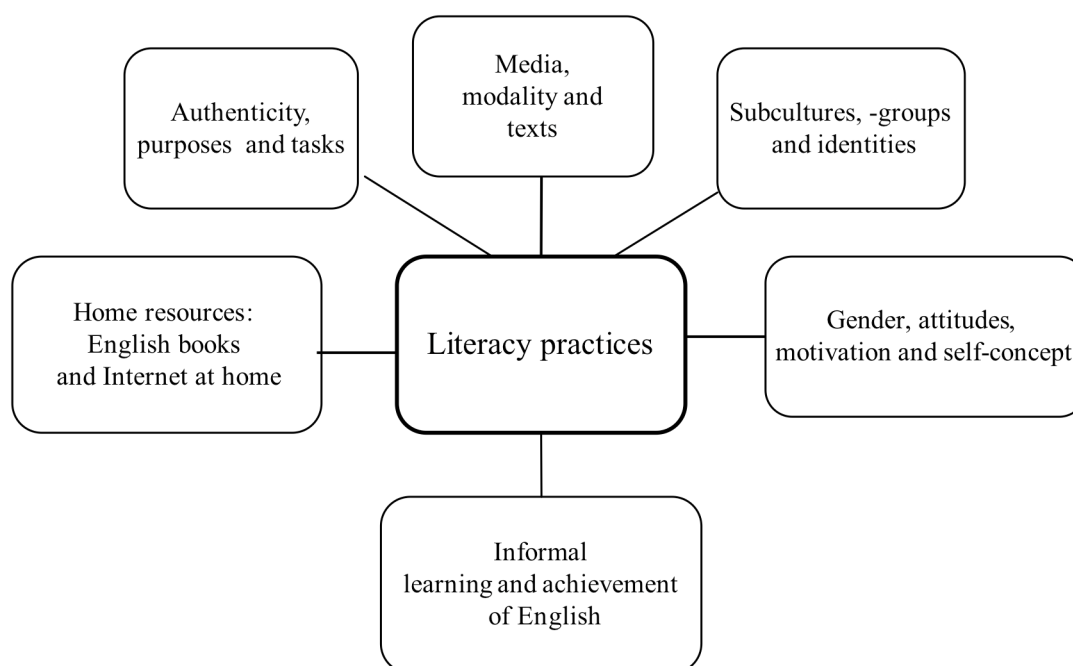 Media,
modality and
texts
Authenticity,
purposes and tasks
Subcultures, -groups
and identities
Home resources:
English books
and Internet at home
Literacy practices
Gender, attitudes,
motivation and self-concept
Informal
learning and achievement
of English